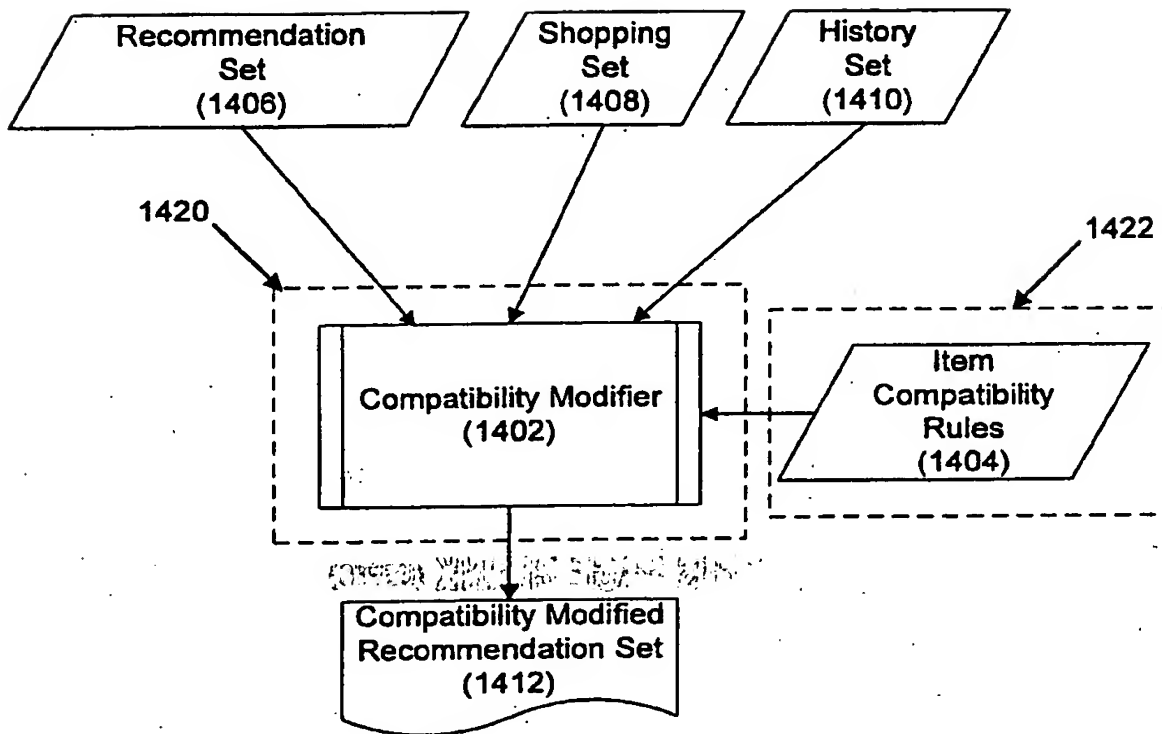 Recommendation
Set
(1406)
Shopping
Set
(1408)
History
Set
(1410)
1420
1422
Compatibility Modifier
(1402)
Item
Compatibility
Rules
(1404)
Compatibility Modified
Recommendation Set
(1412)